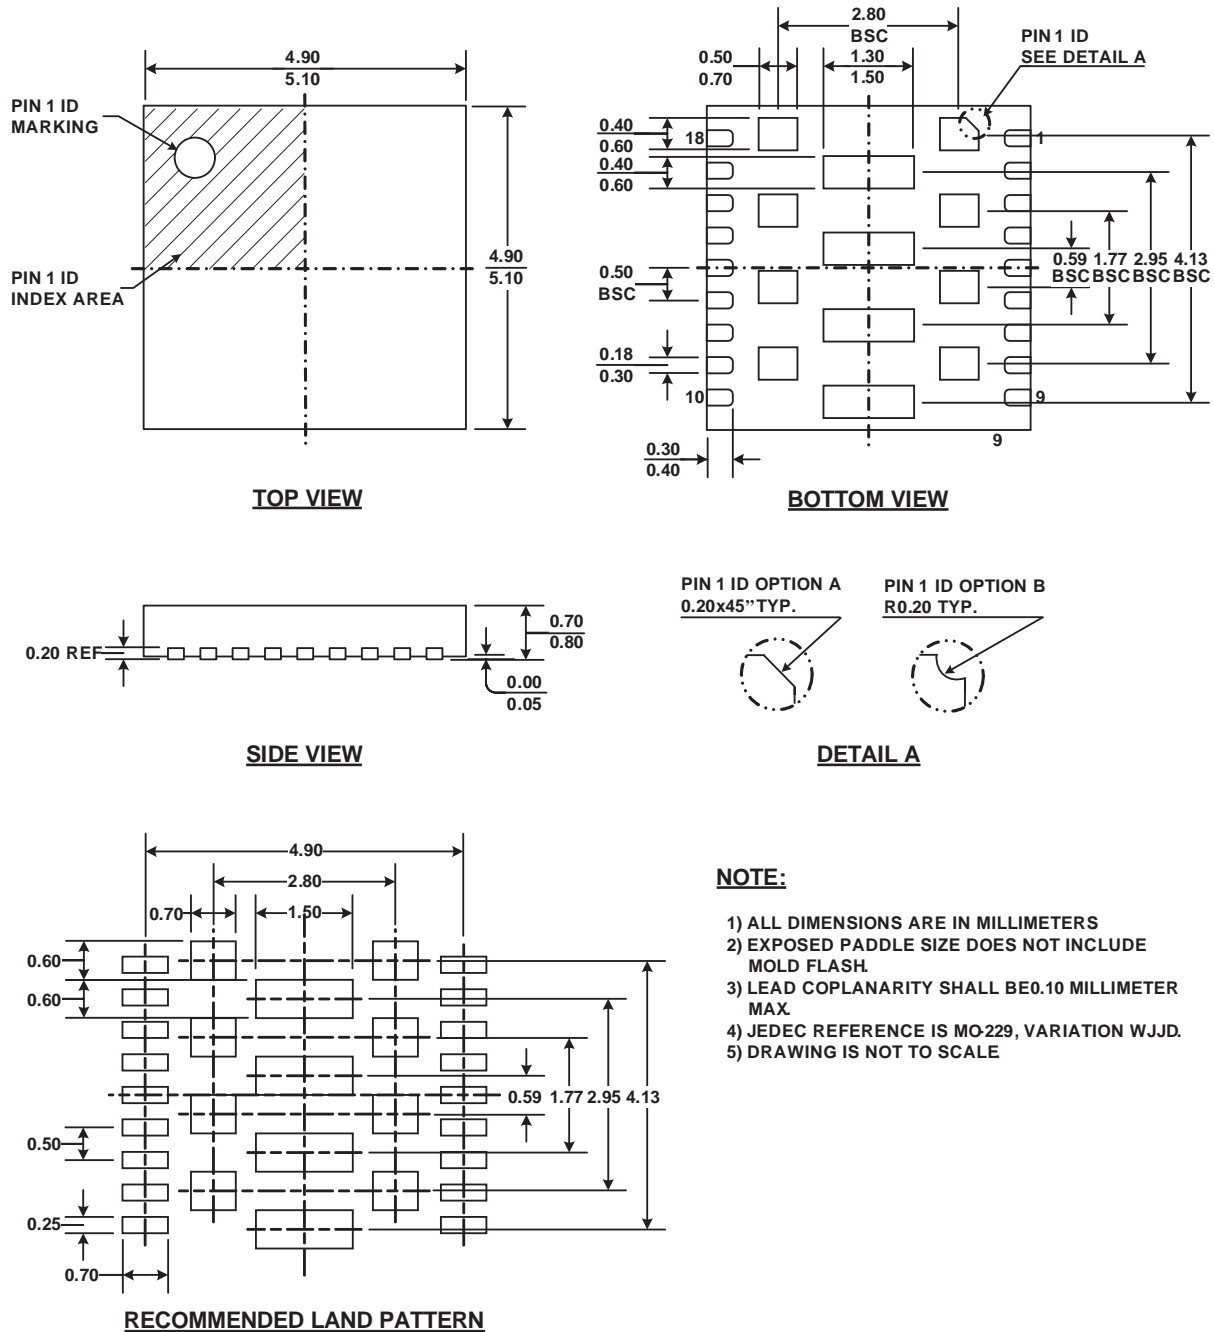 4.90
5.10
PIN 1 ID
MARKING
PIN 1 ID
INDEX AREA
4.90
5.10
TOP VIEW
2.80
BSC
0.50
0.70
1.30
1.50
PIN 1 ID
SEE DETAIL A
0.40
0.60
0.40
0.60
18
1
0.50
BSC
0.59 1.77 2.95 4.13
BSC BSC BSC BSC
0.18
0.30
10
9
9
0.30
0.40
BOTTOM VIEW
0.20 REF
0.70
0.80
0.00
0.05
SIDE VIEW
PIN 1 ID OPTION A
0.20x45” TYP.
PIN 1 ID OPTION B
R0.20 TYP.
DETAIL A
4.90
2.80
0.70
1.50
0.60
0.60
0.59 1.77 2.95 4.13
0.50
0.25
0.70
RECOMMENDED LAND PATTERN
NOTE:
1) ALL DIMENSIONS ARE IN MILLIMETERS
2) EXPOSED PADDLE SIZE DOES NOT INCLUDE
MOLD FLASH.
3) LEAD COPLANARITY SHALL BE0.10 MILLIMETER
MAX.
4) JEDEC REFERENCE IS MO-229, VARIATION WJJD.
5) DRAWING IS NOT TO SCALE